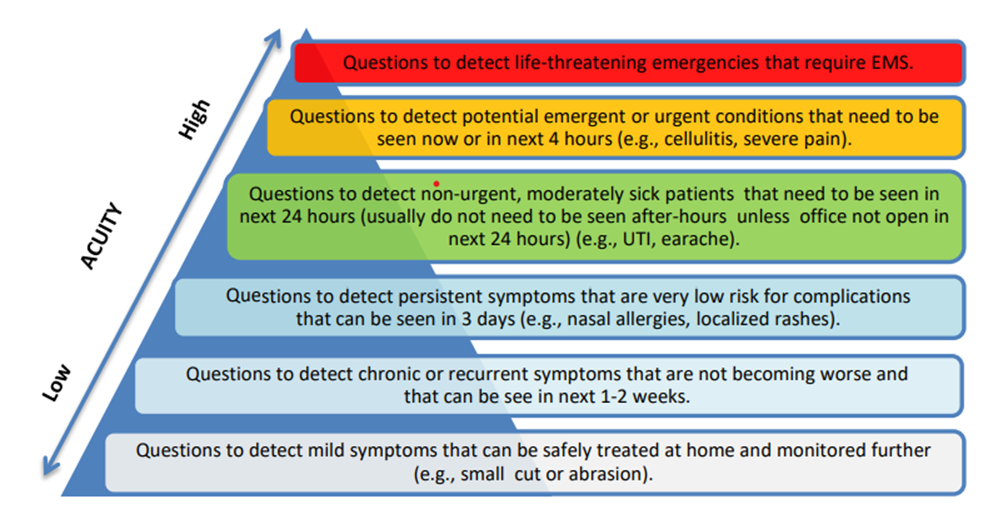 Questions to detect life-threatening emergencies that require EMS.
Questions to detect potential emergent or urgent conditions that need to be
seen now or in next 4 hours (e.g., cellulitis, severe pain).
Questions to detect non-urgent, moderately sick patients that need to be seen in
next 24 hours (usually do not need to be seen after-hours unless office not open in
next 24 hours) (e.g., UTI, earache).
Questions to detect persistent symptoms that are very low risk for complications
that can be seen in 3 days (e.g., nasal allergies, localized rashes).
Questions to detect chronic or recurrent symptoms that are not becoming worse and
that can be see in next 1-2 weeks.
Questions to detect mild symptoms that can be safely treated at home and monitored further
(e.g., small cut or abrasion).
High
ACUITY
Low